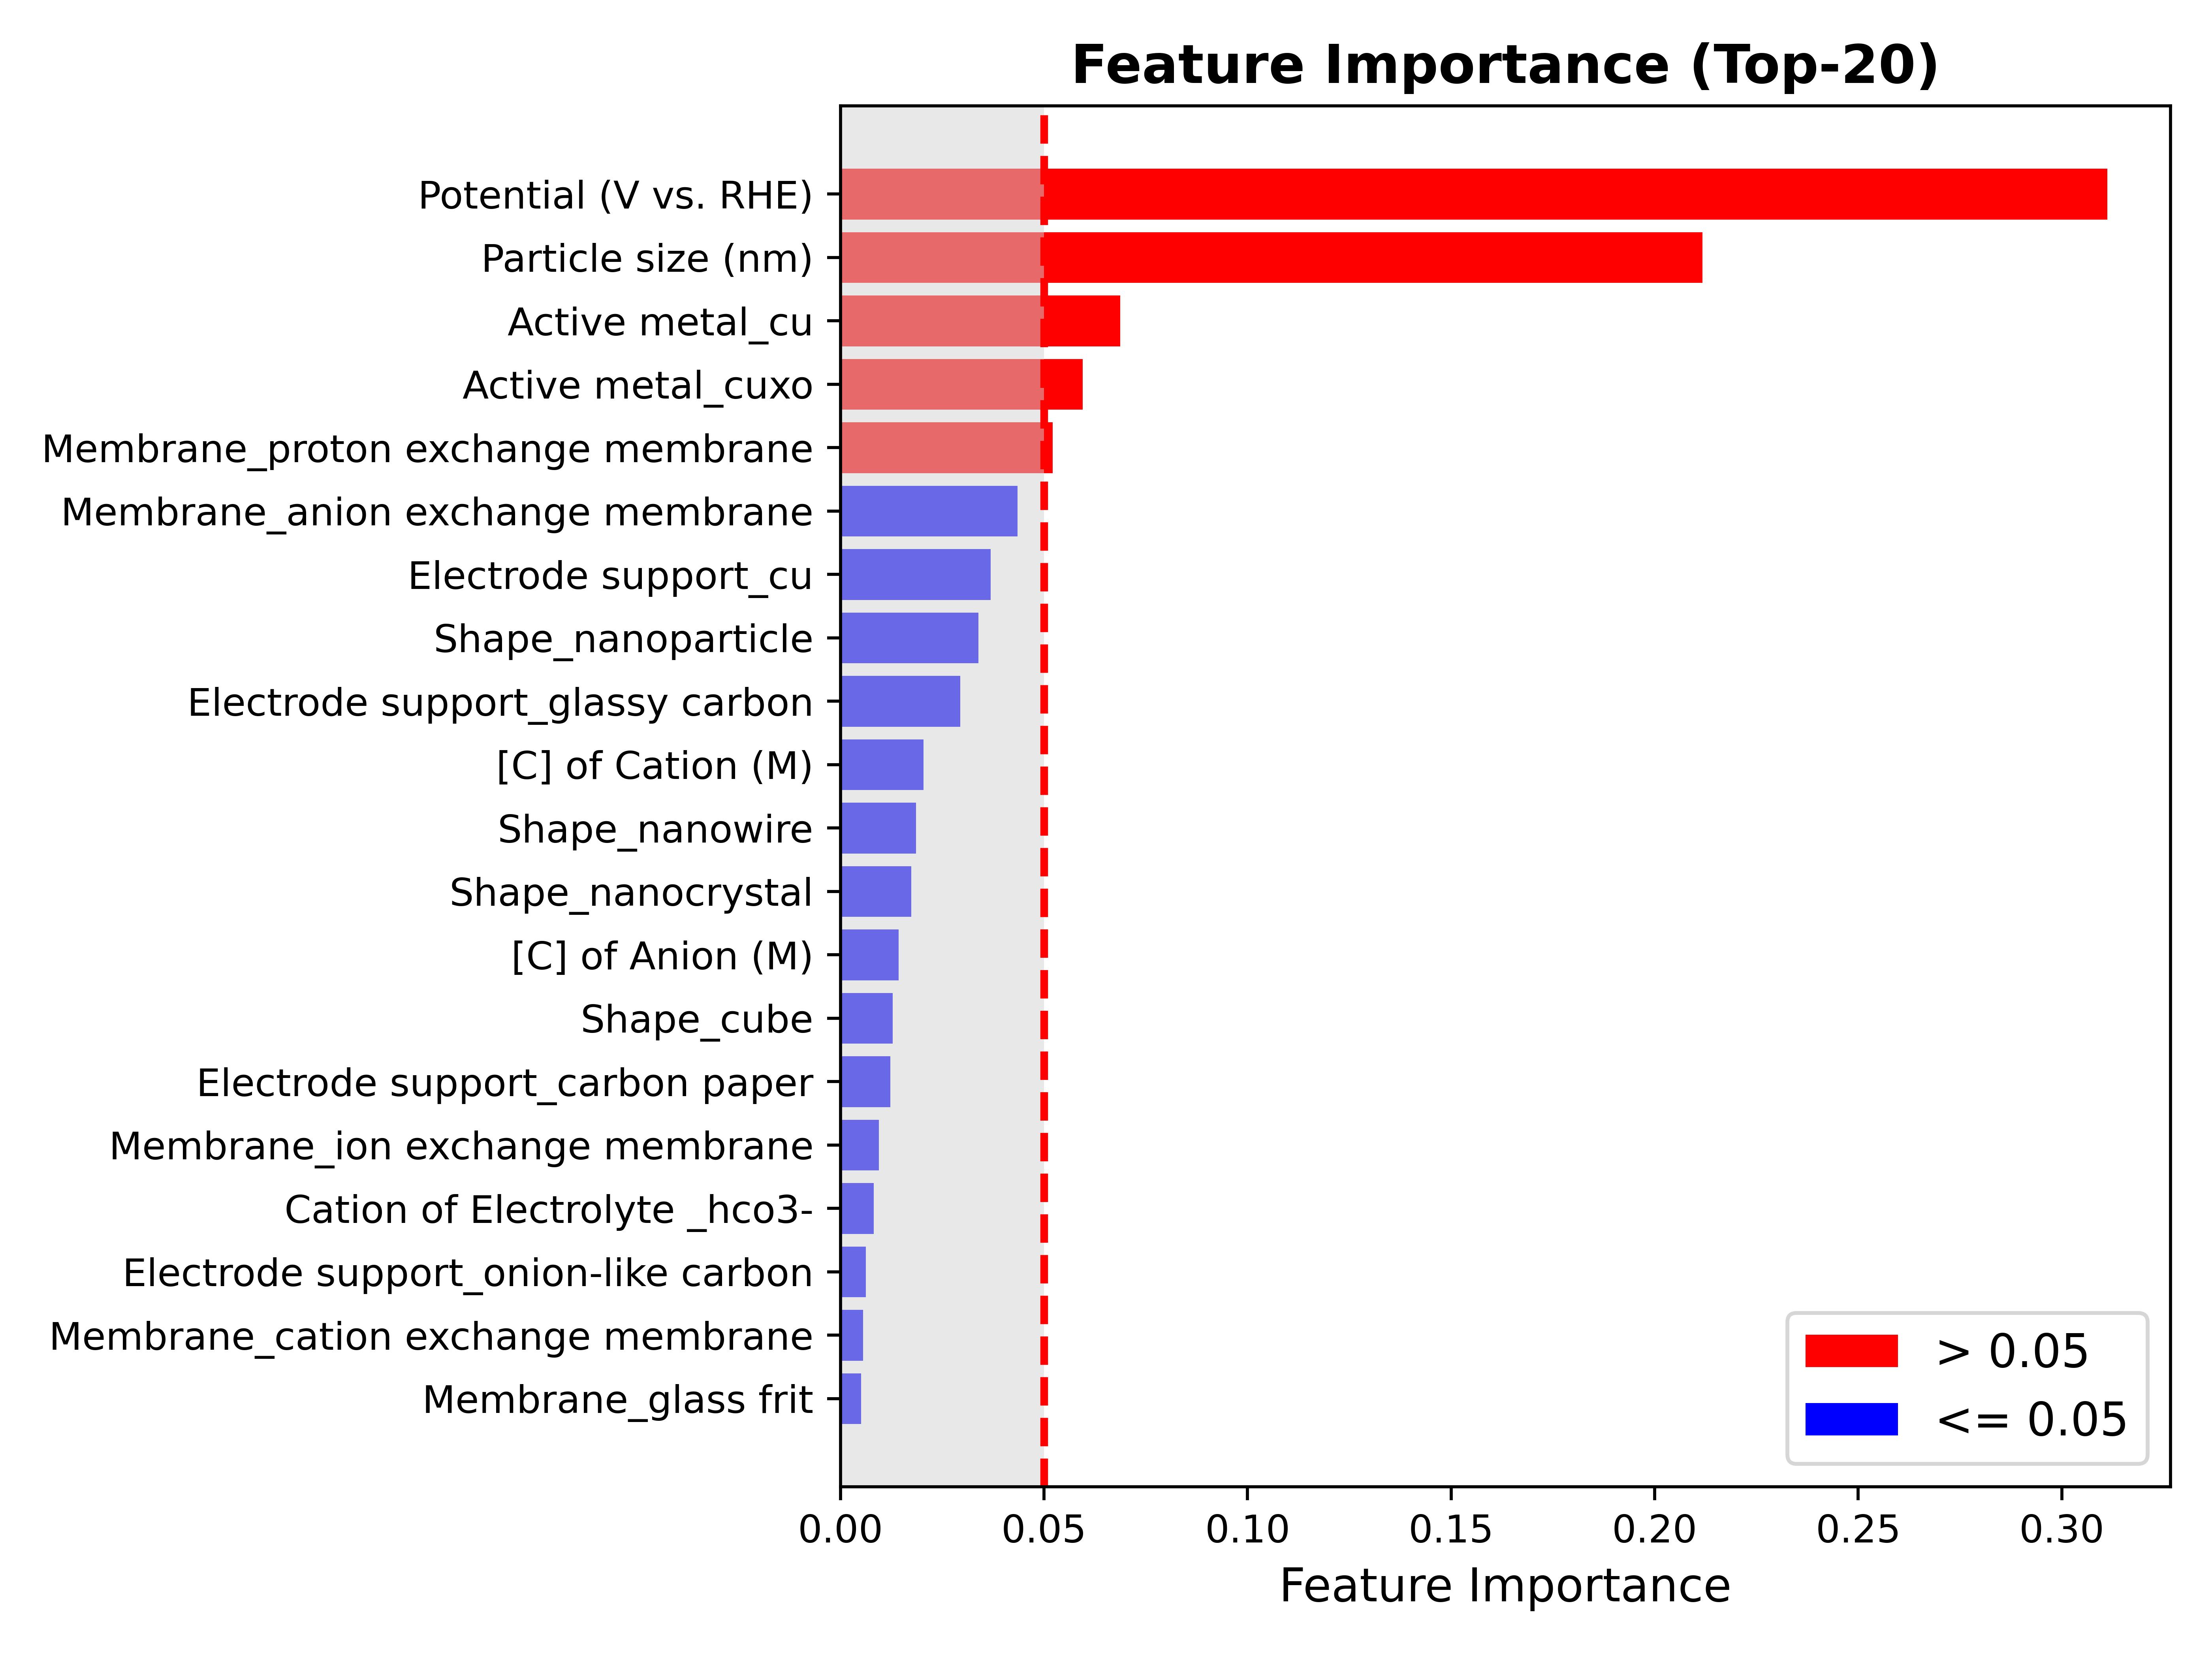 Feature Importance (Top-20)
Potential (V vs. RHE)
Particle size (nm)
Active metal_cu
Active metal_cuxo
Membrane_proton exchange membrane
Membrane_anion exchange membrane
Electrode support_cu
Shape_nanoparticle
Electrode support_glassy carbon
[C] of Cation (M)
Shape_nanowire
Shape_nanocrystal
[C] of Anion (M)
Shape_cube
Electrode support_carbon paper
Membrane_ion exchange membrane
Cation of Electrolyte _hco3-
Electrode support_onion-like carbon
Membrane_cation exchange membrane
Membrane_glass frit
> 0.05
<= 0.05
0.00 0.05 0.10 0.15 0.20 0.25 0.30
Feature Importance